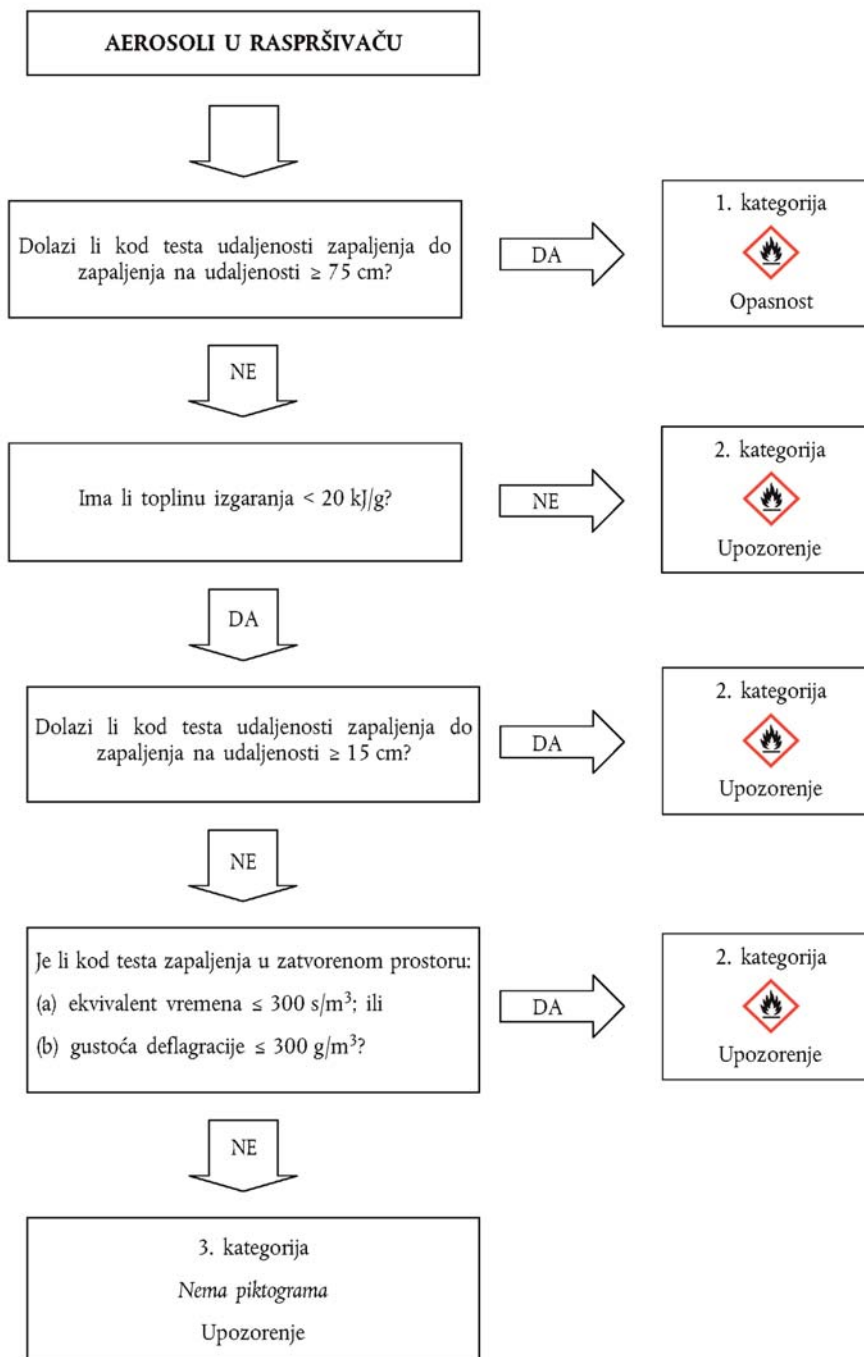 AEROSOLI U RASPRŠIVAČU
Dolazi li kod testa udaljenosti zapaljenja do
zapaljenja na udaljenosti ≥ 75 cm?
DA
1. kategorija
Opasnost
NE
Ima li toplinu izgaranja < 20 kJ/g?
NE
2. kategorija
Upozorenje
DA
Dolazi li kod testa udaljenosti zapaljenja do
zapaljenja na udaljenosti ≥ 15 cm?
DA
2. kategorija
Upozorenje
NE
Je li kod testa zapaljenja u zatvorenom prostoru:
(a) ekvivalent vremena ≤ 300 s/m³; ili
(b) gustoća deflagracije ≤ 300 g/m³?
DA
2. kategorija
Upozorenje
NE
3. kategorija
Nema piktograma
Upozorenje